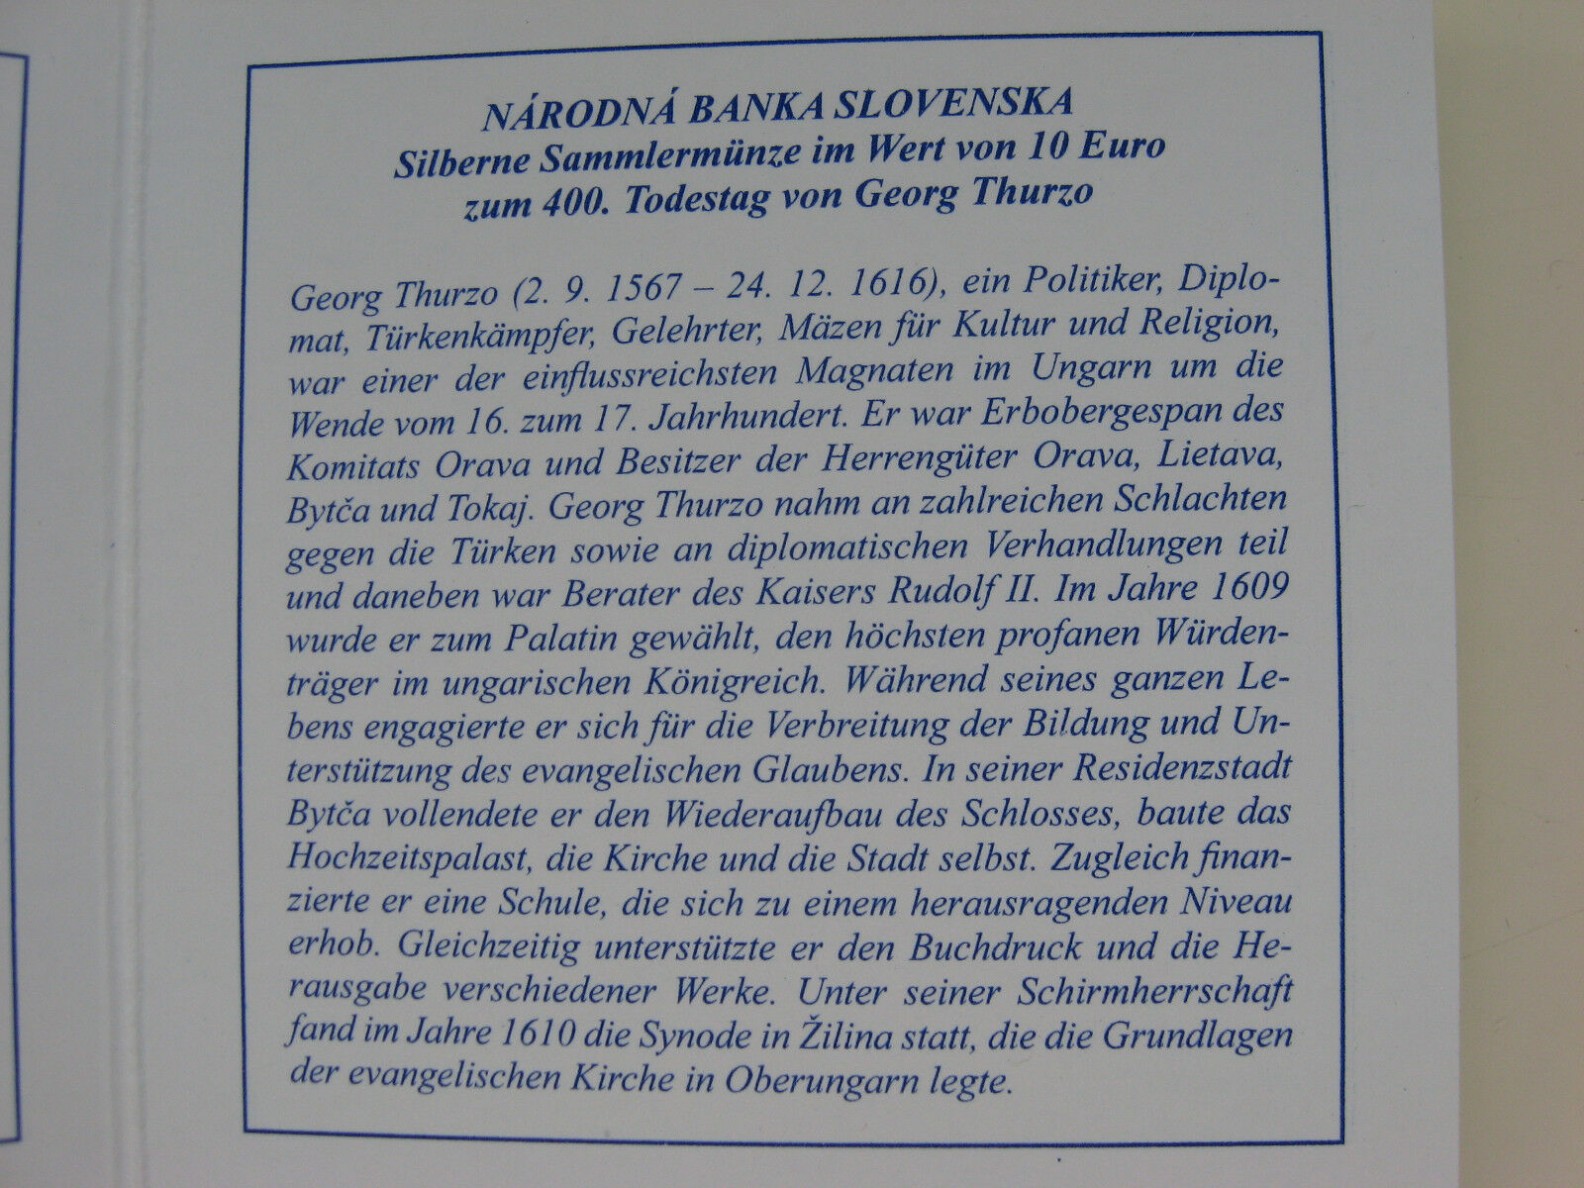 NÁRODNÁ BANKA SLOVENSKA
Silberne Sammlermünze im Wert von 10 Euro
zum 400. Todestag von Georg Thurzo
Georg Thurzo (2. 9. 1567 – 24. 12. 1616), ein Politiker, Diplo-
mat, Türkenkämpfer, Gelehrter, Mäzen für Kultur und Religion,
war einer der einflussreichsten Magnaten im Ungarn um die
Wende vom 16. zum 17. Jahrhundert. Er war Erbobergespan des
Komitats Orava und Besitzer der Herrengüter Orava, Lietava,
Bytča und Tokaj. Georg Thurzo nahm an zahlreichen Schlachten
gegen die Türken sowie an diplomatischen Verhandlungen teil
und daneben war Berater des Kaisers Rudolf II. Im Jahre 1609
wurde er zum Palatin gewählt, den höchsten profanen Würden-
träger im ungarischen Königreich. Während seines ganzen Le-
bens engagierte er sich für die Verbreitung der Bildung und Un-
terstützung des evangelischen Glaubens. In seiner Residenzstadt
Bytča vollendete er den Wiederaufbau des Schlosses, baute das
Hochzeitspalast, die Kirche und die Stadt selbst. Zugleich finan-
zierte er eine Schule, die sich zu einem herausragenden Niveau
erhob. Gleichzeitig unterstützte er den Buchdruck und die He-
rausgabe verschiedener Werke. Unter seiner Schirmherrschaft
fand im Jahre 1610 die Synode in Žilina statt, die die Grundlagen
der evangelischen Kirche in Oberungarn legte.